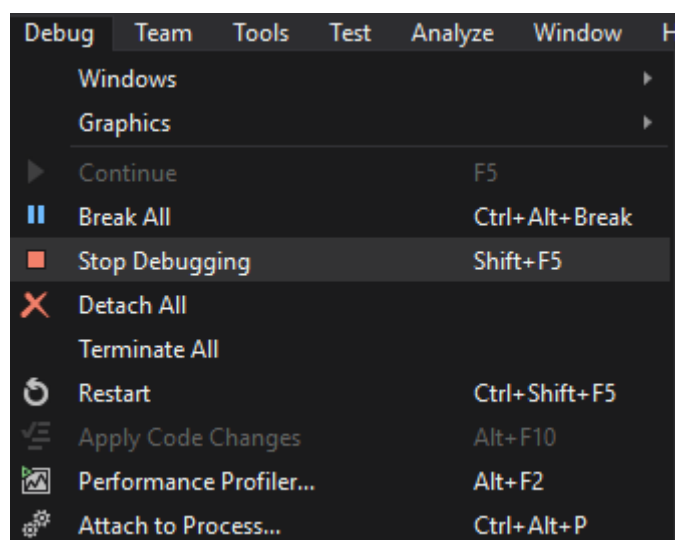 Debug Team Tools Test Analyze Window
Windows
Graphics
Continue F5
Break All Ctrl+Alt+Break
Stop Debugging Shift+F5
Detach All
Terminate All
Restart Ctrl+Shift+F5
Apply Code Changes Alt+F10
Performance Profiler... Alt+F2
Attach to Process... Ctrl+Alt+P